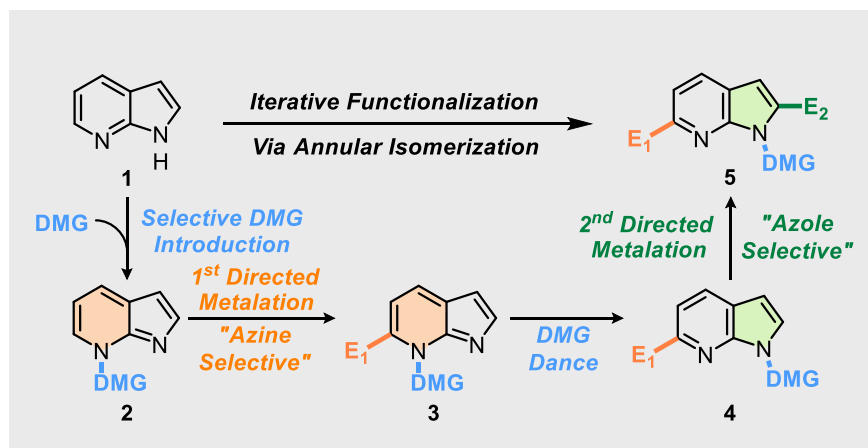 N
N
H
1
Iterative Functionalization
Via Annular Isomerization
E1
N
N
E2
DMG
5
DMG
Selective DMG
Introduction
1st Directed
Metalation
"Azine
Selective"
2nd Directed
Metalation
"Azole
Selective"
N
N
DMG
2
E1
N
N
DMG
3
DMG
Dance
E1
N
N
DMG
4